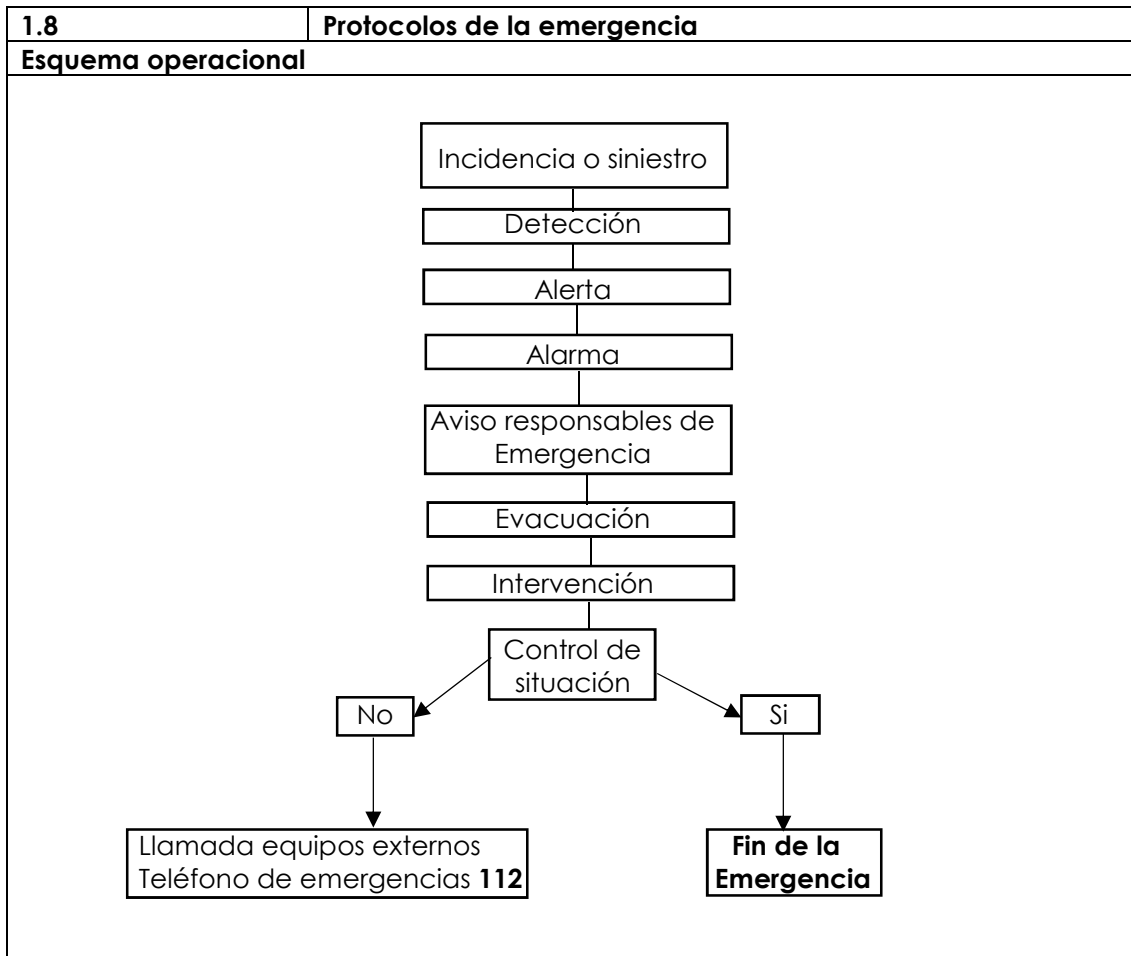 1.8 Protocolos de la emergencia
Esquema operacional
Incidencia o siniestro
Detección
Alerta
Alarma
Aviso responsables de
Emergencia
Evacuación
Intervención
Control de
situación
No
Si
Llamada equipos externos
Teléfono de emergencias 112
Fin de la
Emergencia